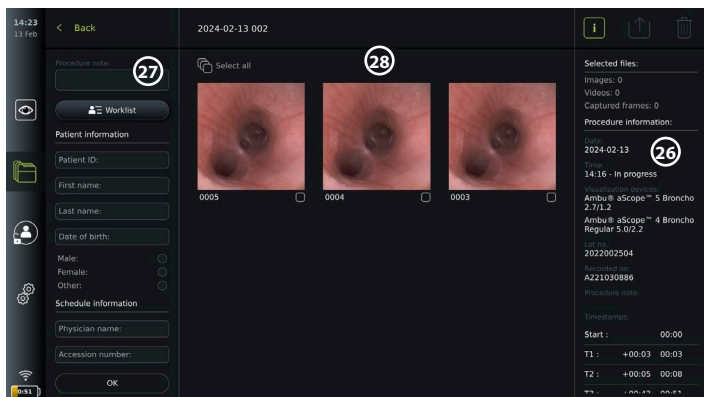 14:23
13 Feb
0:51
Back
Procedure note:
27
Worklist
Patient information
Patient ID:
First name:
Last name:
Date of birth:
Male:
Female:
Other:
Schedule information
Physician name:
Accession number:
OK
2024-02-13 002
Select all
28
0005
0004
0003
i
Selected files:
Images: 0
Videos: 0
Captured frames: 0
Procedure information:
Date:
2024-02-13
26
Time:
14:16 - In progress
Visualization devices:
Ambu® aScope™ 5 Broncho
2.7/1.2
Ambu® aScope™ 4 Broncho
Regular 5.0/2.2
Lot no.:
2022002504
Recorded on:
A221030886
Procedure note:
Timestamps:
Start : 00:00
T1 : +00:03 00:03
T2 : +00:05 00:08